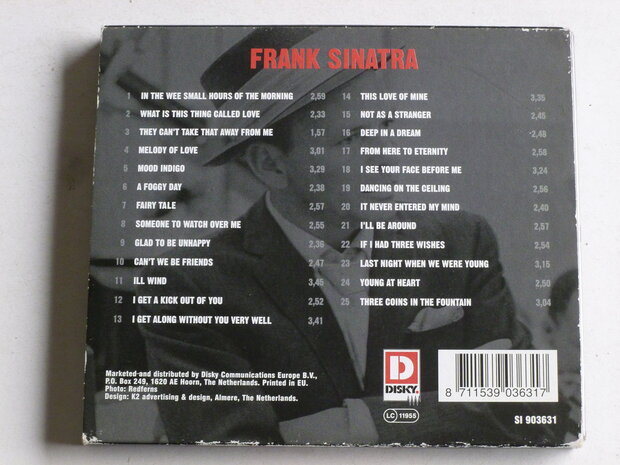 FRANK SINATRA
1 IN THE WEE SMALL HOURS OF THE MORNING 2,59
2 WHAT IS THIS THING CALLED LOVE 2,33
3 THEY CAN'T TAKE THAT AWAY FROM ME 1,57
4 MELODY OF LOVE 3,01
5 MOOD INDIGO 3,29
6 A FOGGY DAY 2,38
7 FAIRY TALE 2,57
8 SOMEONE TO WATCH OVER ME 2,55
9 GLAD TO BE UNHAPPY 2,36
10 CAN'T WE BE FRIENDS 2,47
11 ILL WIND 3,45
12 I GET A KICK OUT OF YOU 2,52
13 I GET ALONG WITHOUT YOU VERY WELL 3,41
14 THIS LOVE OF MINE 3,35
15 NOT AS A STRANGER 2,45
16 DEEP IN A DREAM 2,48
17 FROM HERE TO ETERNITY 2,58
18 I SEE YOUR FACE BEFORE ME 3,24
19 DANCING ON THE CEILING 2,56
20 IT NEVER ENTERED MY MIND 2,40
21 I'LL BE AROUND 2,57
22 IF I HAD THREE WISHES 2,54
23 LAST NIGHT WHEN WE WERE YOUNG 3,15
24 YOUNG AT HEART 2,50
25 THREE COINS IN THE FOUNTAIN 3,04
Marketed and distributed by Disky Communications Europe B.V.,
P.O. Box 249, 1620 AE Hoorn, The Netherlands. Printed in EU.
Photo: Redferns
Design: K2 advertising & design, Almere, The Netherlands.
D
DISKY
LC 11955
8 711539 036317
SI 903631